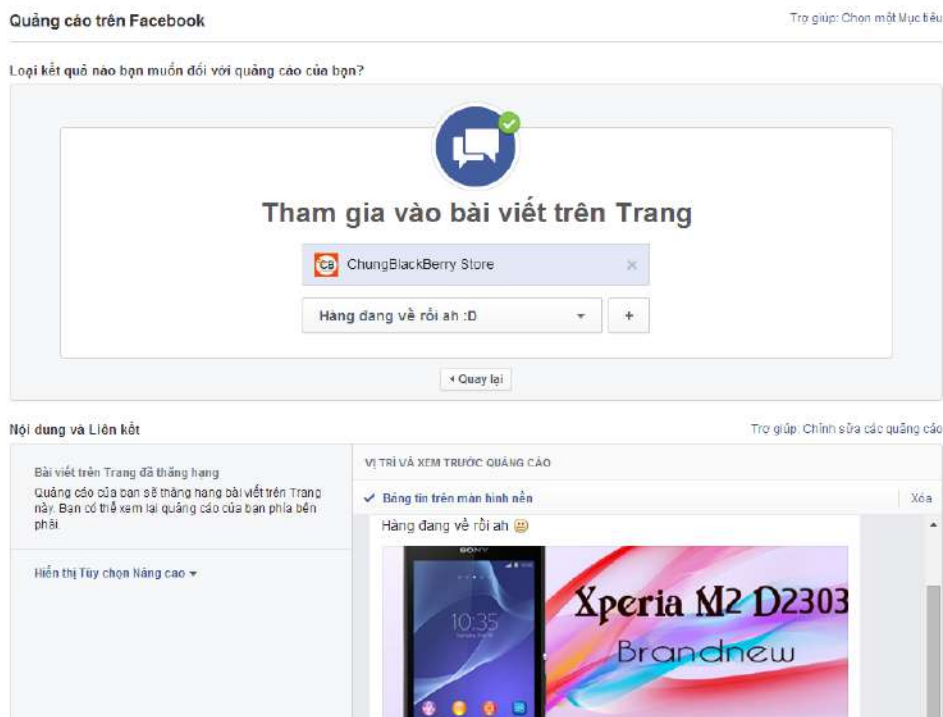 Quảng cáo trên Facebook
Trợ giúp: Chọn một Mục tiêu
Loại kết quả nào bạn muốn đối với quảng cáo của bạn?
Tham gia vào bài viết trên Trang
CB
ChungBlackBerry Store
Hàng đang về rồi ah :D
+
Quay lại
Nội dung và Liên kết
Trợ giúp: Chỉnh sửa các quảng cáo
Bài viết trên Trang đã thăng hạng
Quảng cáo của bạn sẽ thăng hạng bài viết trên Trang
này. Bạn có thể xem lại quảng cáo của bạn phía bên
phải.
Hiển thị Tùy chọn Nâng cao
VỊ TRÍ VÀ XEM TRƯỚC QUẢNG CÁO
Bảng tin trên màn hình nền
Xóa
Hàng đang về rồi ah
SONY
10:35
Xperia M2 D2303
Brandnew